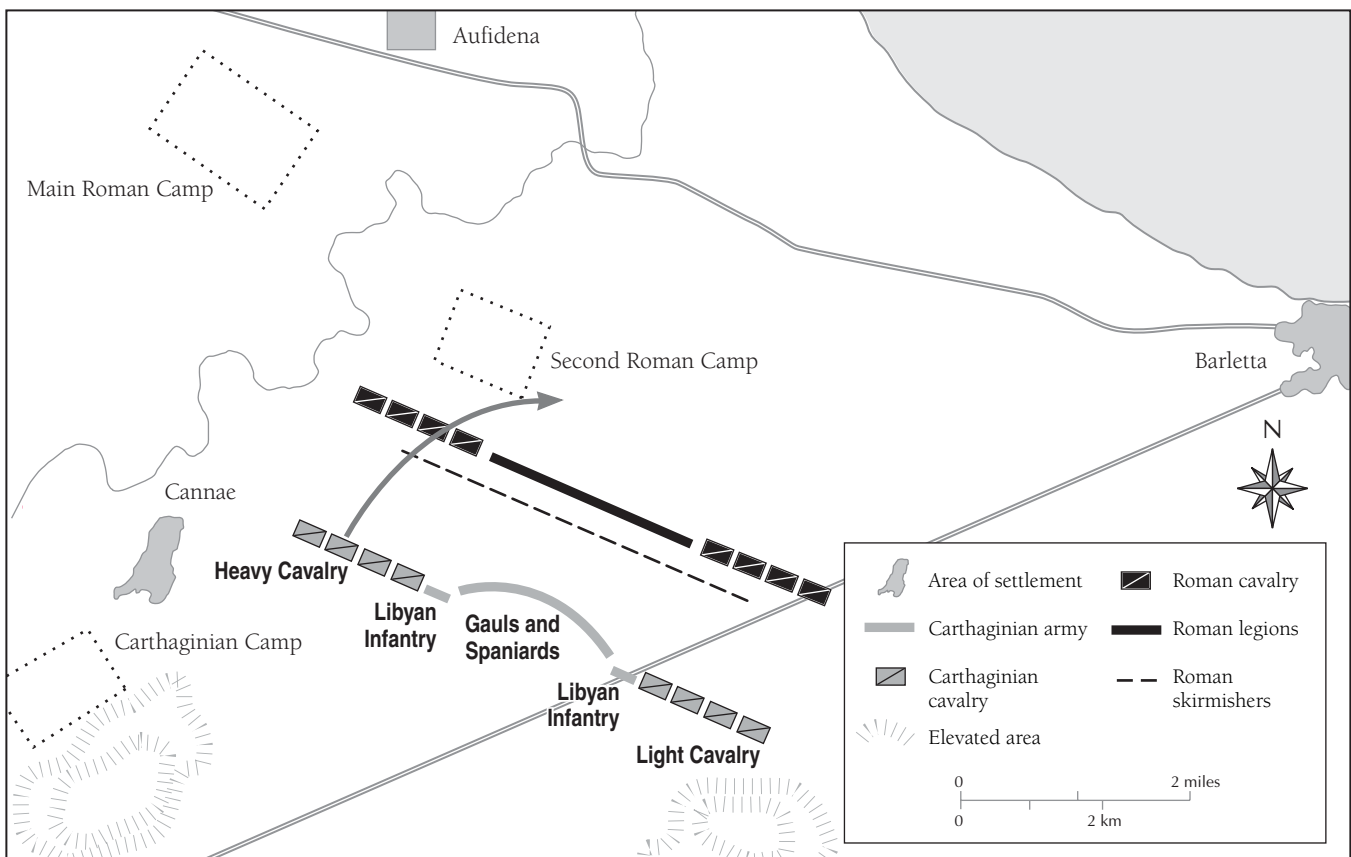 Aufidena
Main Roman Camp
Second Roman Camp
Barletta
N
Cannae
Heavy Cavalry
Libyan
Infantry
Gauls and
Spaniards
Carthaginian Camp
Libyan
Infantry
Light Cavalry
Area of settlement
Roman cavalry
Carthaginian army
Roman legions
Carthaginian
cavalry
Roman
skirmishers
Elevated area
0 2 miles
0 2 km